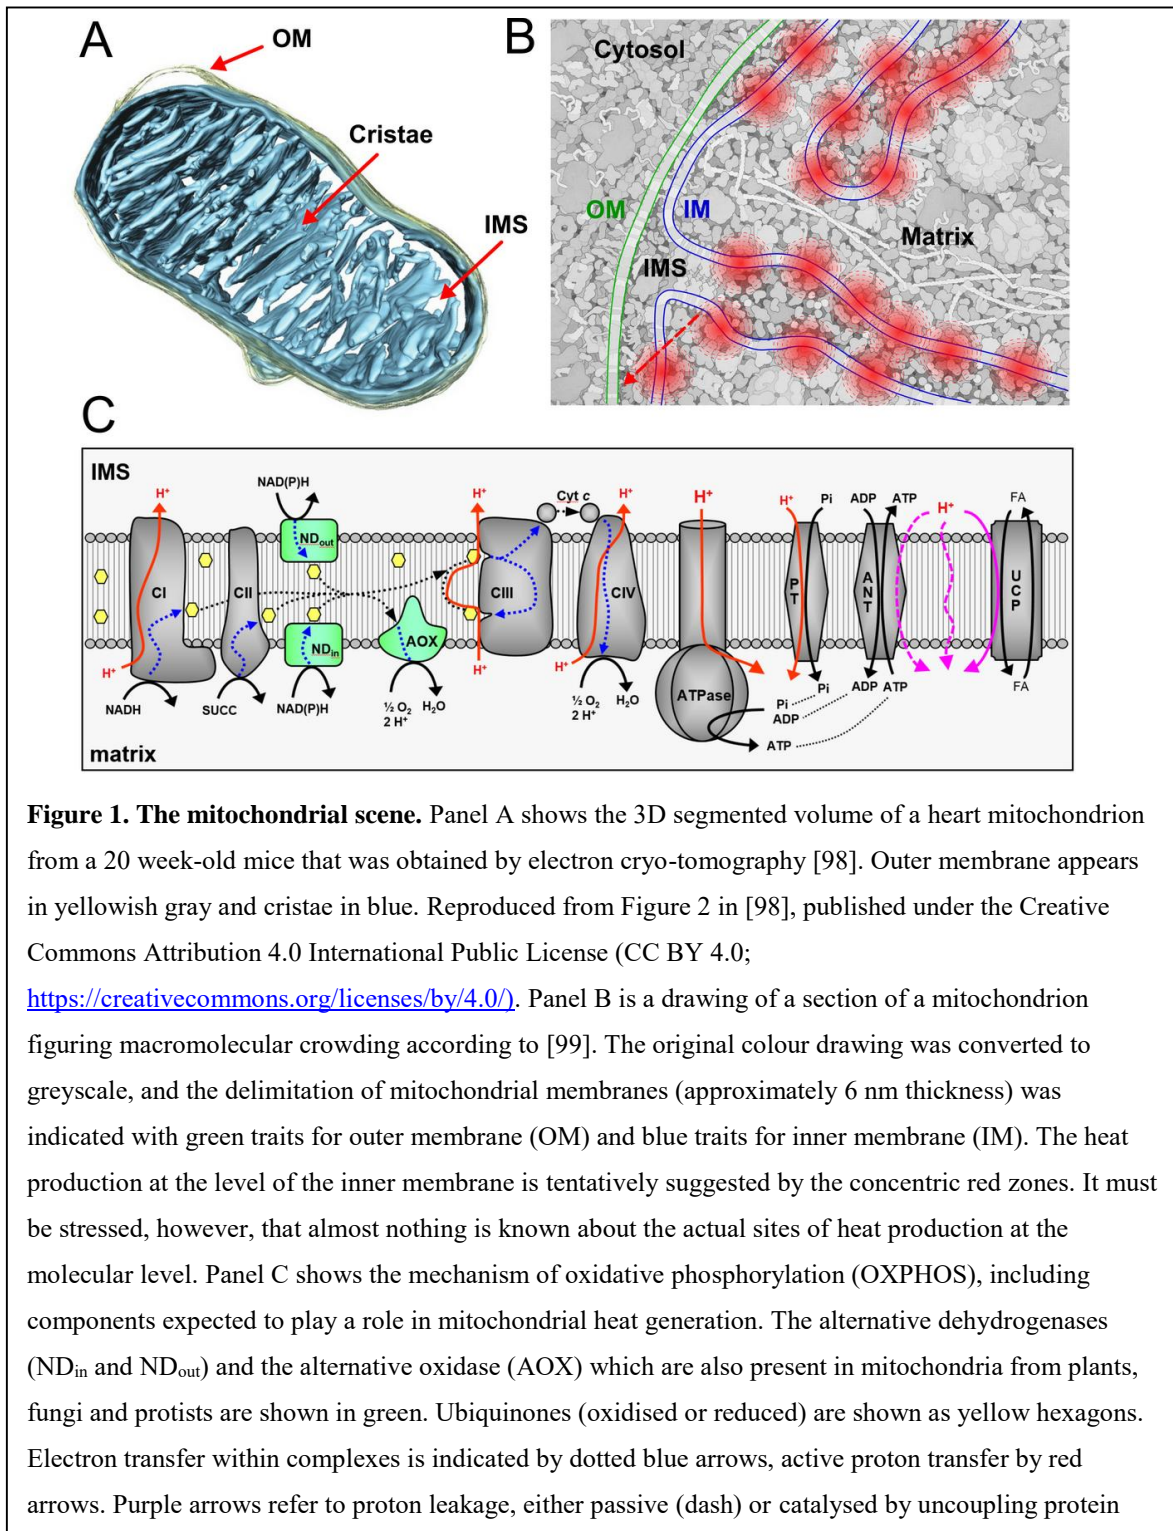 A
OM
Cristae
IMS
B
Cytosol
OM
IM
IMS
Matrix
C
IMS
H⁺
NAD(P)H
ND_out
CI
CII
ND_in
AOX
H⁺
NADH
SUCC
NAD(P)H
½ O₂
2 H⁺
H₂O
H⁺
CIII
H⁺
Cyt c
H⁺
CIV
H⁺
½ O₂
2 H⁺
H₂O
H⁺
ATPase
H⁺
Pi
PT
Pi
ADP
ATP
ANT
ADP
ATP
Pi
ADP
ATP
H⁺
FA
UCP
FA
matrix
Figure 1. The mitochondrial scene. Panel A shows the 3D segmented volume of a heart mitochondrion
from a 20 week-old mice that was obtained by electron cryo-tomography [98]. Outer membrane appears
in yellowish gray and cristae in blue. Reproduced from Figure 2 in [98], published under the Creative
Commons Attribution 4.0 International Public License (CC BY 4.0;
https://creativecommons.org/licenses/by/4.0/). Panel B is a drawing of a section of a mitochondrion
figuring macromolecular crowding according to [99]. The original colour drawing was converted to
greyscale, and the delimitation of mitochondrial membranes (approximately 6 nm thickness) was
indicated with green traits for outer membrane (OM) and blue traits for inner membrane (IM). The heat
production at the level of the inner membrane is tentatively suggested by the concentric red zones. It must
be stressed, however, that almost nothing is known about the actual sites of heat production at the
molecular level. Panel C shows the mechanism of oxidative phosphorylation (OXPHOS), including
components expected to play a role in mitochondrial heat generation. The alternative dehydrogenases
(ND_in and ND_out) and the alternative oxidase (AOX) which are also present in mitochondria from plants,
fungi and protists are shown in green. Ubiquinones (oxidised or reduced) are shown as yellow hexagons.
Electron transfer within complexes is indicated by dotted blue arrows, active proton transfer by red
arrows. Purple arrows refer to proton leakage, either passive (dash) or catalysed by uncoupling protein